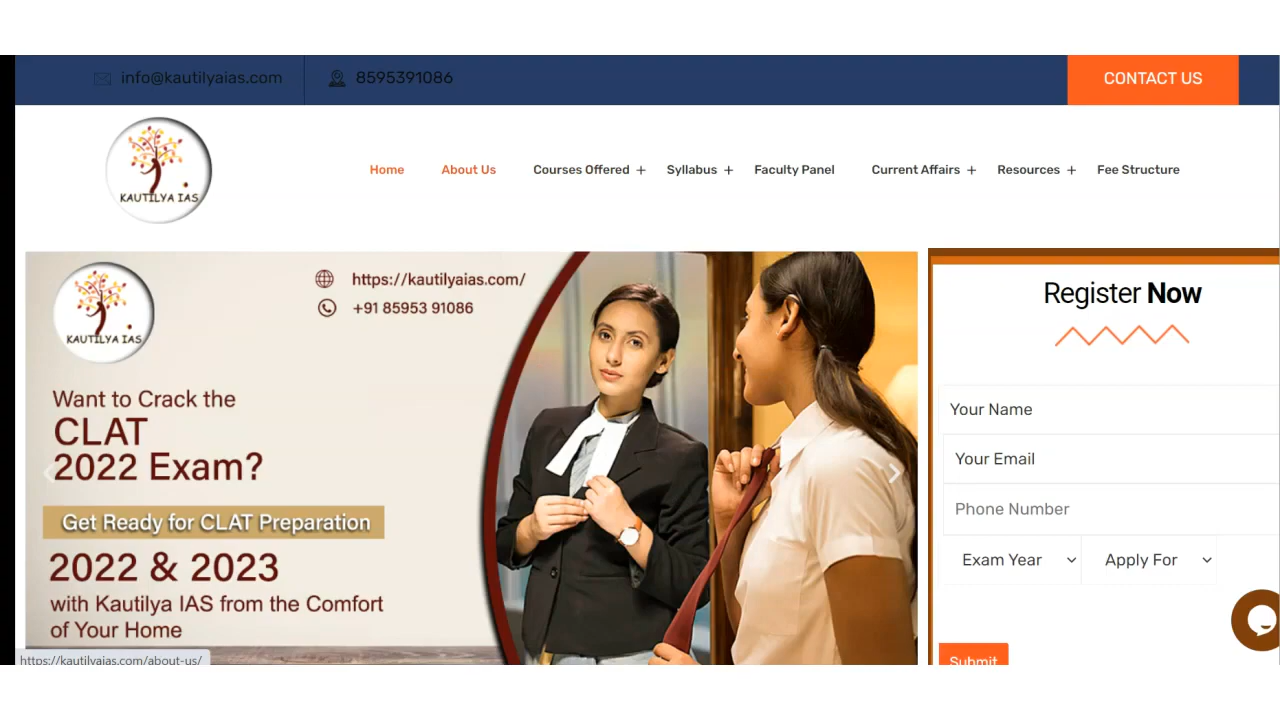 info@kautilyaias.com 8595391086 CONTACT US
KAUTILYA IAS
Home About Us Courses Offered + Syllabus + Faculty Panel Current Affairs + Resources + Fee Structure
KAUTILYA IAS
https://kautilyaias.com/
+91 85953 91086
Want to Crack the
CLAT
2022 Exam?
Get Ready for CLAT Preparation
2022 & 2023
with Kautilya IAS from the Comfort
of Your Home
Register Now
Your Name
Your Email
Phone Number
Exam Year Apply For
Submit
https://kautilyaias.com/about-us/